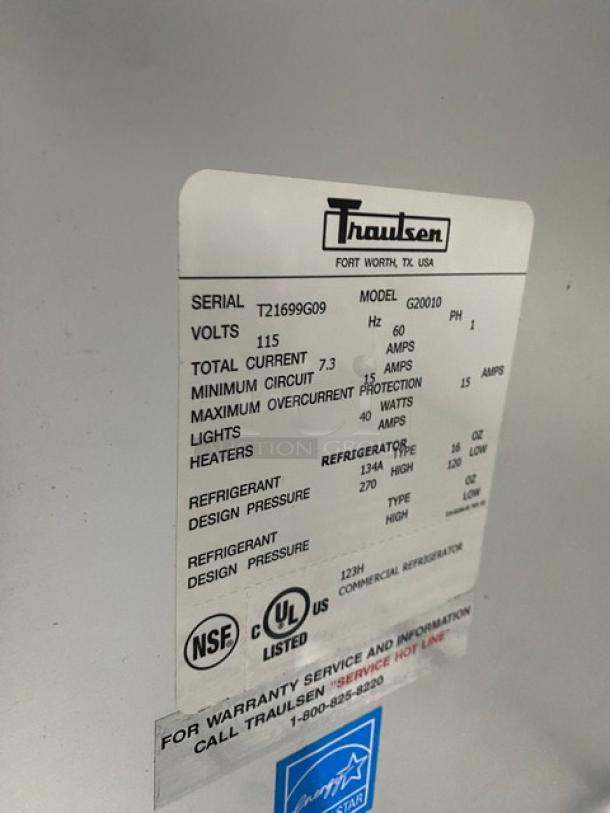 Traulsen
FORT WORTH, TX. USA
SERIAL T21699G09 MODEL G20010
VOLTS 115 Hz 60 PH 1
TOTAL CURRENT 7.3 AMPS
MINIMUM CIRCUIT 15 AMPS
MAXIMUM OVERCURRENT PROTECTION 15 AMPS
LIGHTS 40 WATTS
HEATERS AMPS
REFRIGERATOR
REFRIGERANT 134A TYPE 16 OZ
DESIGN PRESSURE 270 HIGH 120 LOW
REFRIGERANT TYPE OZ
DESIGN PRESSURE HIGH LOW
123H
COMMERCIAL REFRIGERATOR
NSF
C UL US
LISTED
FOR WARRANTY SERVICE AND INFORMATION
CALL TRAULSEN "SERVICE HOT LINE"
1-800-825-8220
energy
STAR